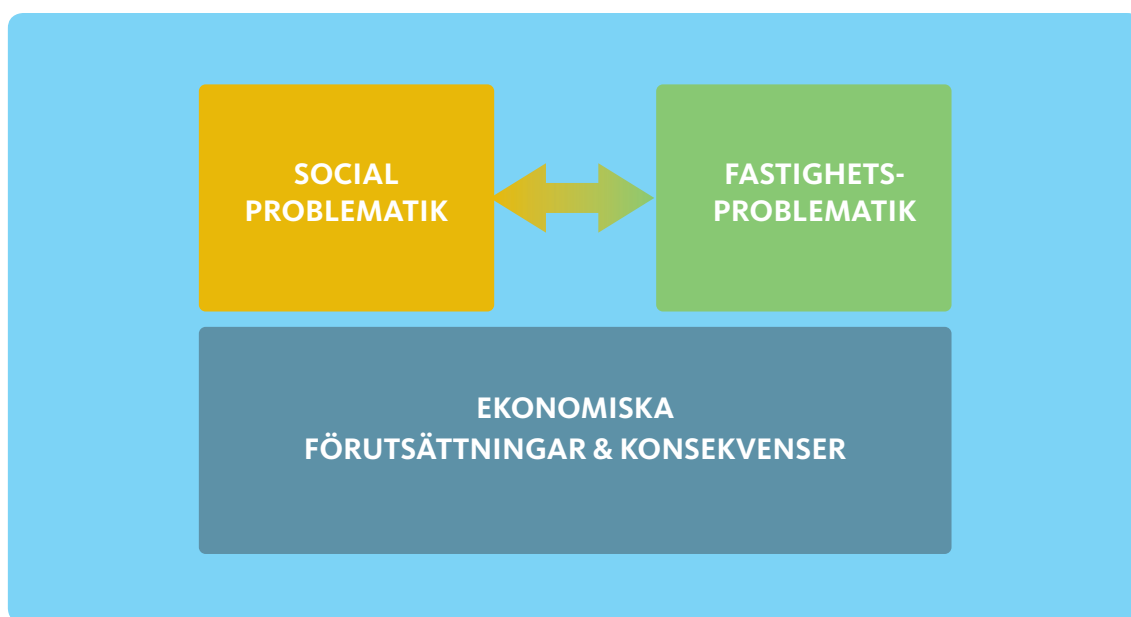 SOCIAL
PROBLEMATIK
FASTIGHETS-
PROBLEMATIK
EKONOMISKA
FÖRUTSÄTTNINGAR & KONSEKVENSER